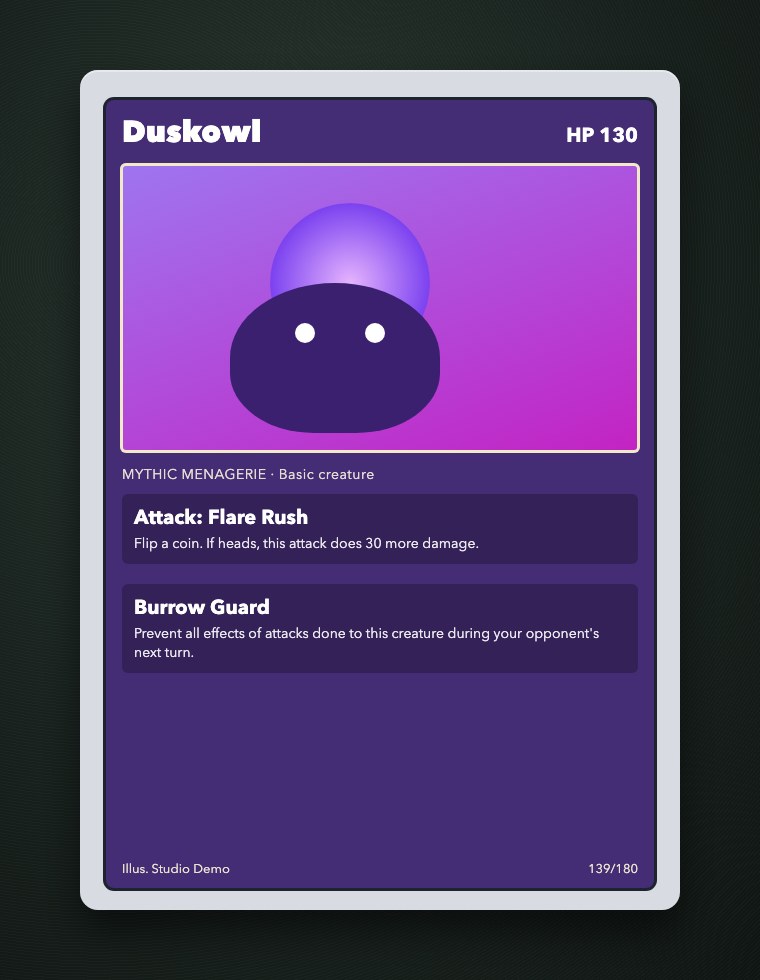 Duskowl
HP 130
MYTHIC MENAGERIE · Basic creature
Attack: Flare Rush
Flip a coin. If heads, this attack does 30 more damage.
Burrow Guard
Prevent all effects of attacks done to this creature during your opponent's
next turn.
Illus. Studio Demo
139/180